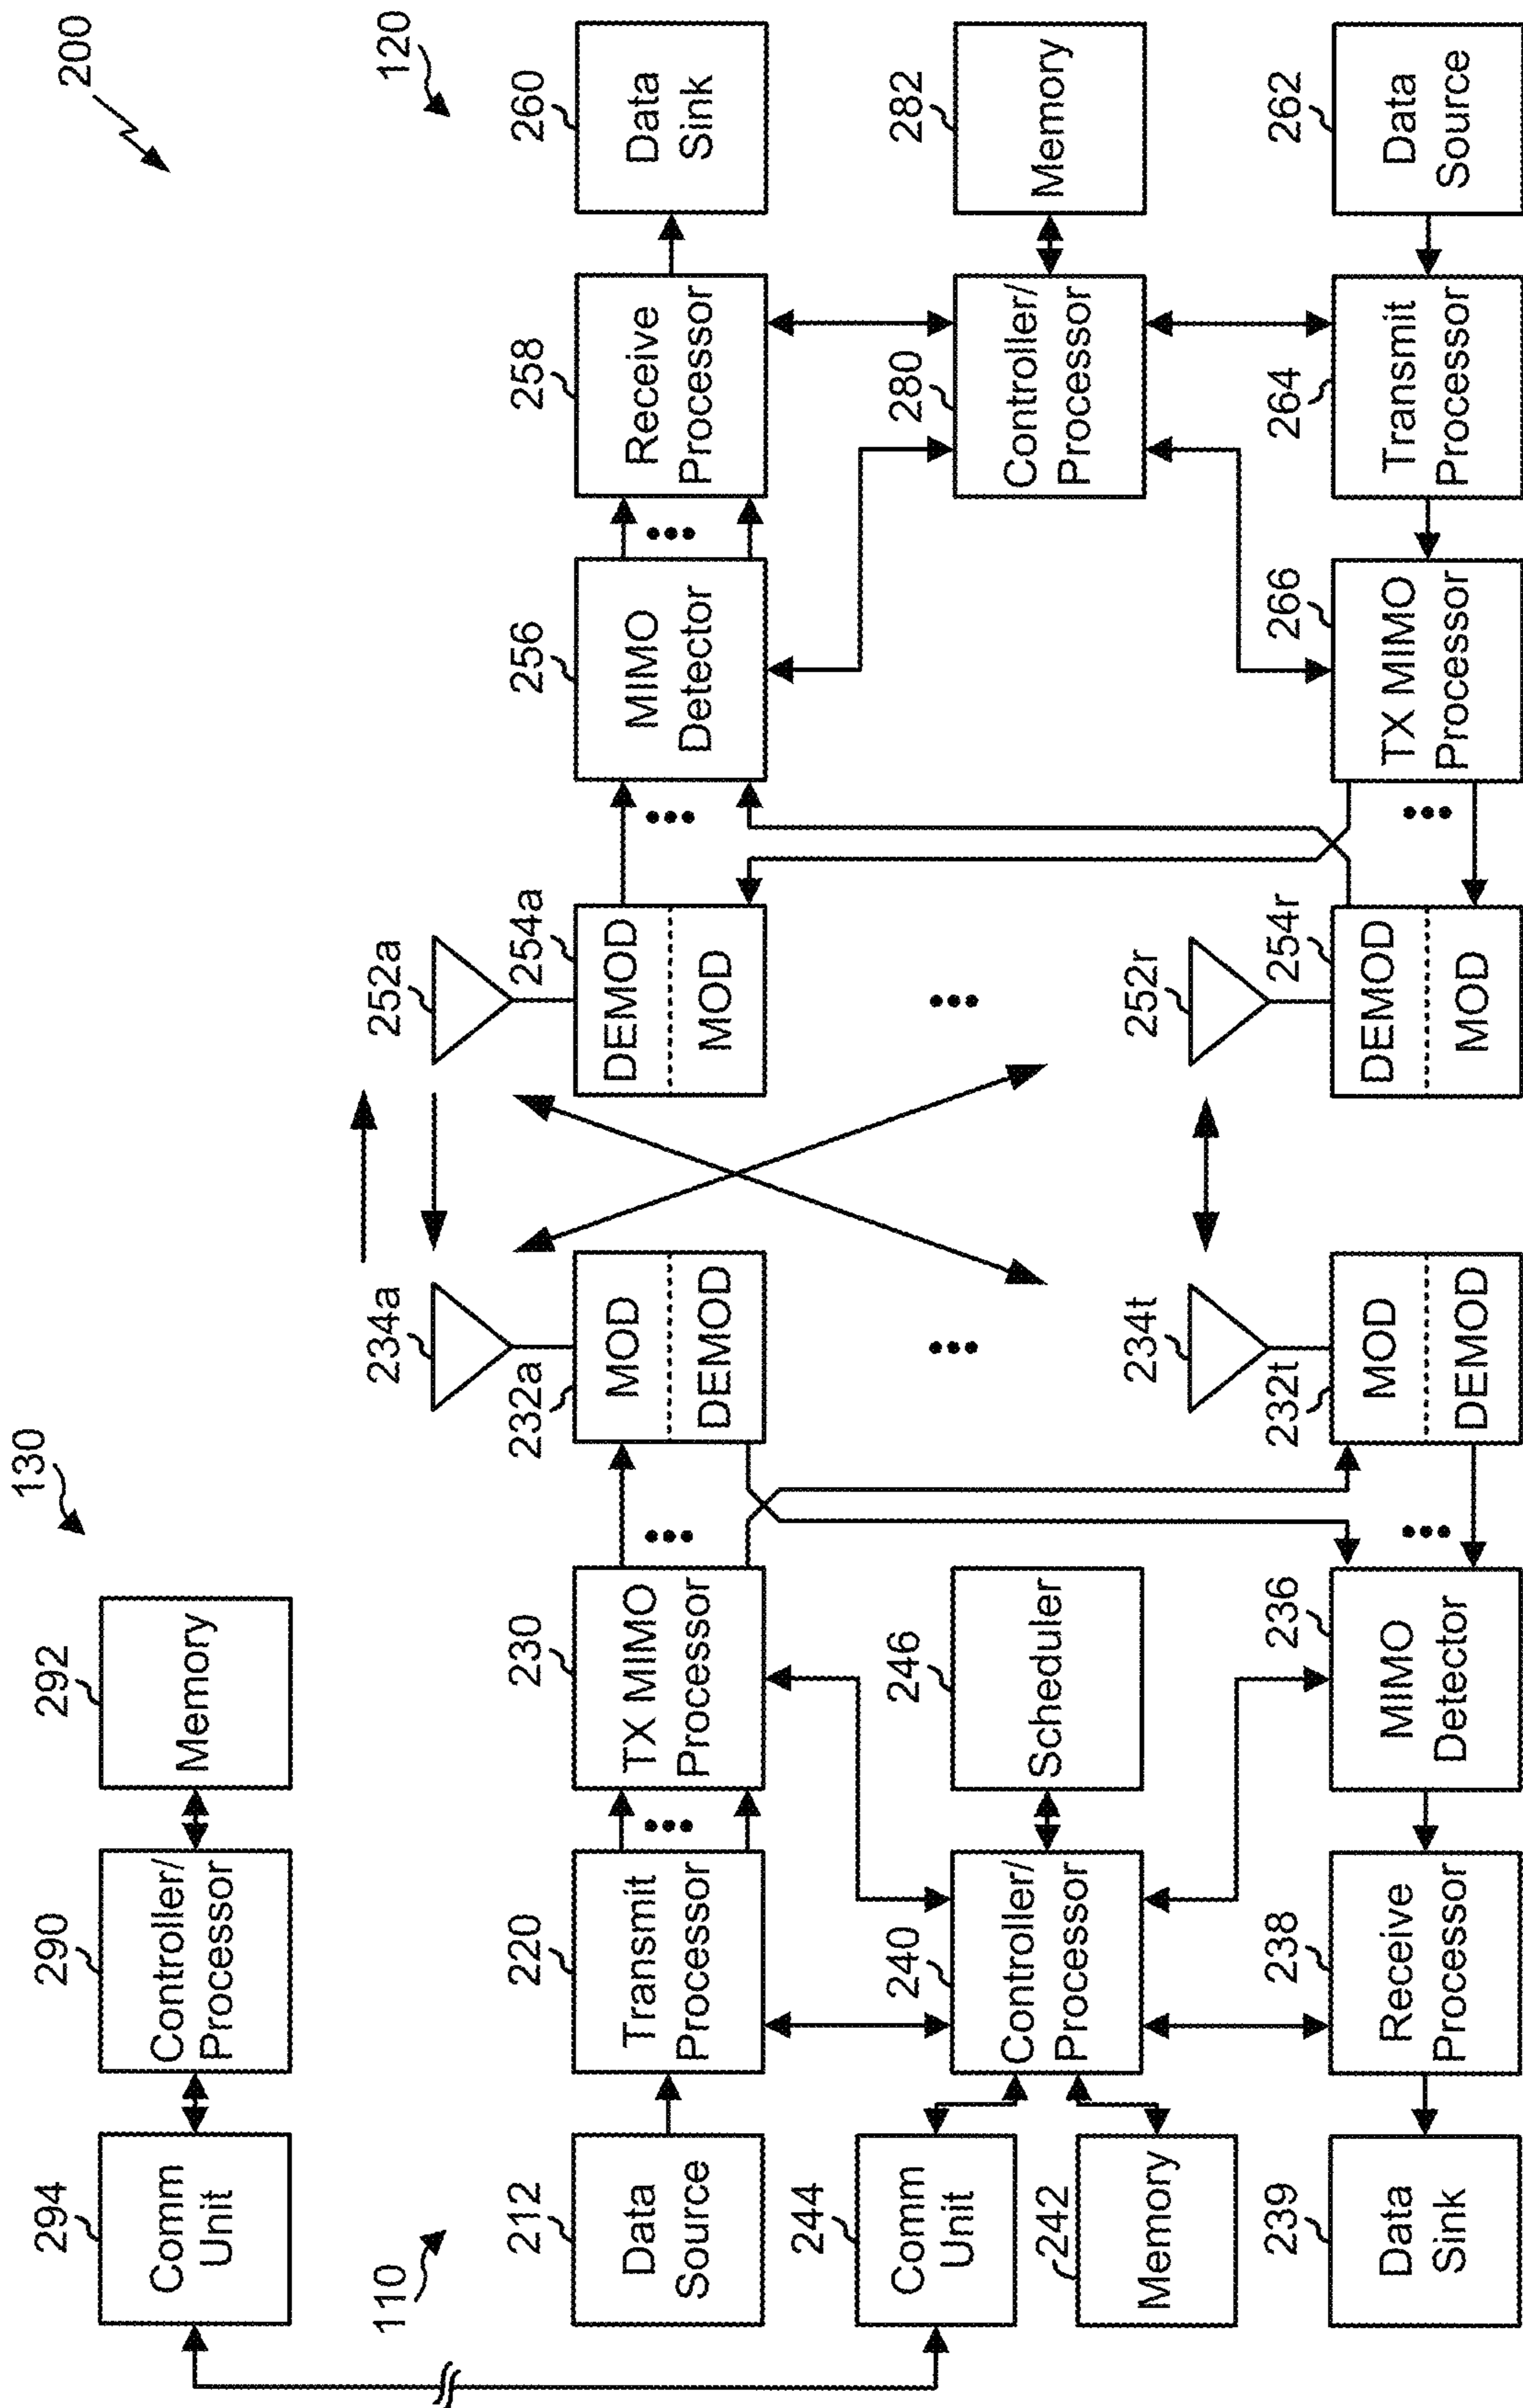 200
130
294
Comm
Unit
290
Controller/
Processor
292
Memory
110
120
212
Data
Source
220
Transmit
Processor
230
TX MIMO
Processor
232a
MOD
DEMOD
234a
252a
254a
DEMOD
MOD
256
MIMO
Detector
258
Receive
Processor
260
Data
Sink
244
Comm
Unit
242
Memory
240
Controller/
Processor
246
Scheduler
280
Controller/
Processor
282
Memory
239
Data
Sink
238
Receive
Processor
236
MIMO
Detector
232t
MOD
DEMOD
234t
252r
254r
DEMOD
MOD
266
TX MIMO
Processor
264
Transmit
Processor
262
Data
Source